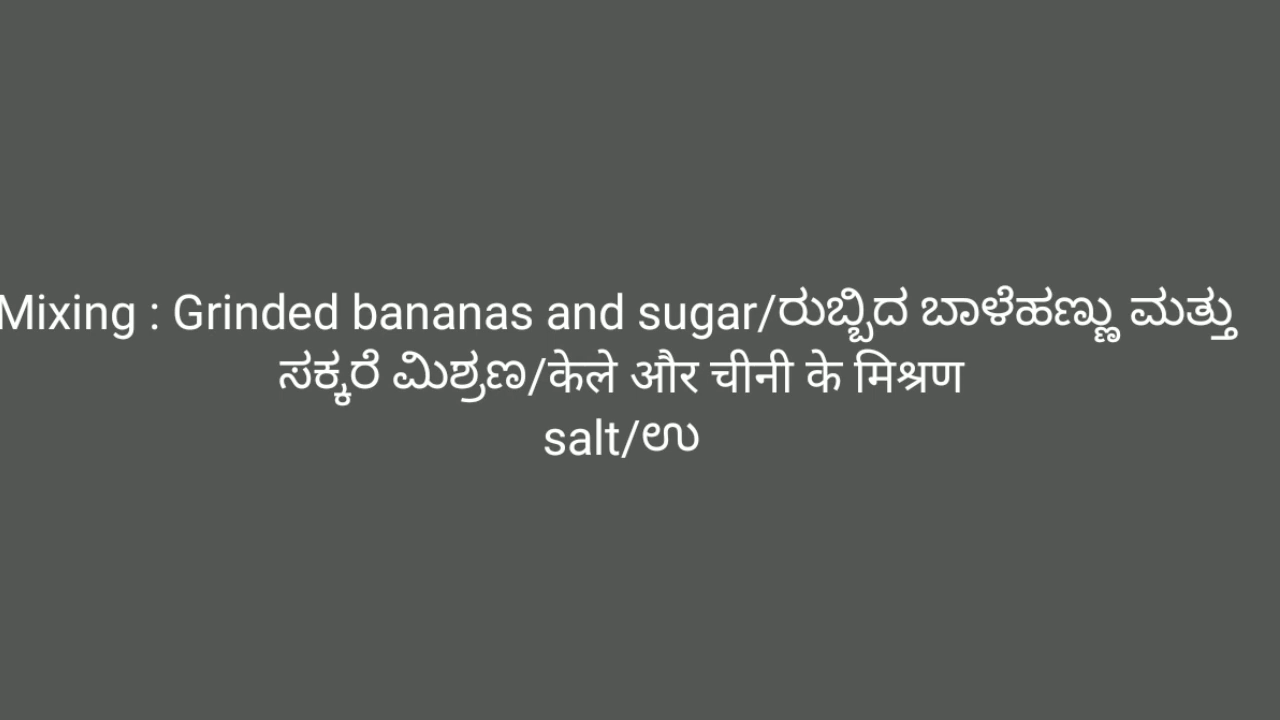 Mixing : Grinded bananas and sugar/ರುಬ್ಬಿದ ಬಾಳೆಹಣ್ಣು ಮತ್ತು
ಸಕ್ಕರೆ ಮಿಶ್ರಣ/केले और चीनी के मिश्रण
salt/ಉ